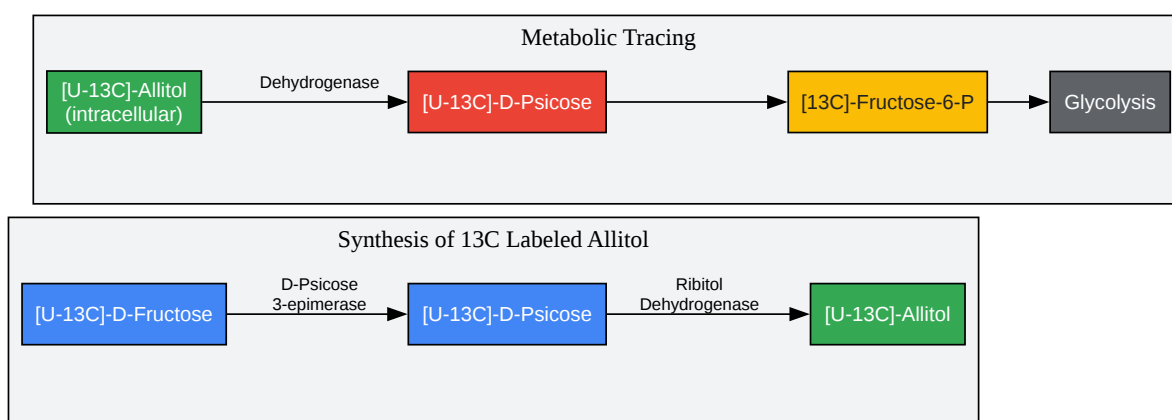 Metabolic Tracing
[U-13C]-Allitol
(intracellular)
Dehydrogenase
[U-13C]-D-Psicose
[13C]-Fructose-6-P
Glycolysis
Synthesis of 13C Labeled Allitol
[U-13C]-D-Fructose
D-Psicose
3-epimerase
[U-13C]-D-Psicose
Ribitol
Dehydrogenase
[U-13C]-Allitol